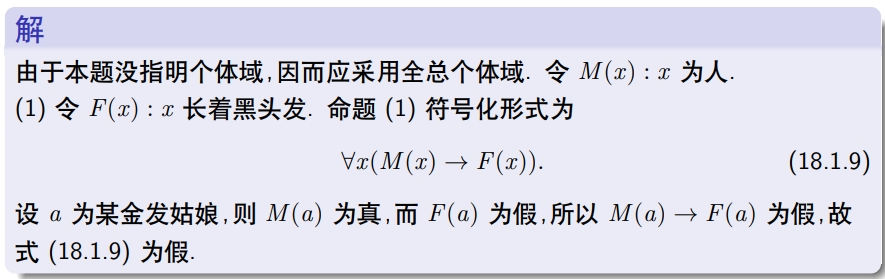 解
由于本题没指明个体域,因而应采用全总个体域. 令 M(x) : x 为人.
(1) 令 F(x) : x 长着黑头发. 命题 (1) 符号化形式为
∀x(M(x) → F(x)). (18.1.9)
设 a 为某金发姑娘,则 M(a) 为真,而 F(a) 为假,所以 M(a) → F(a) 为假,故
式 (18.1.9) 为假.